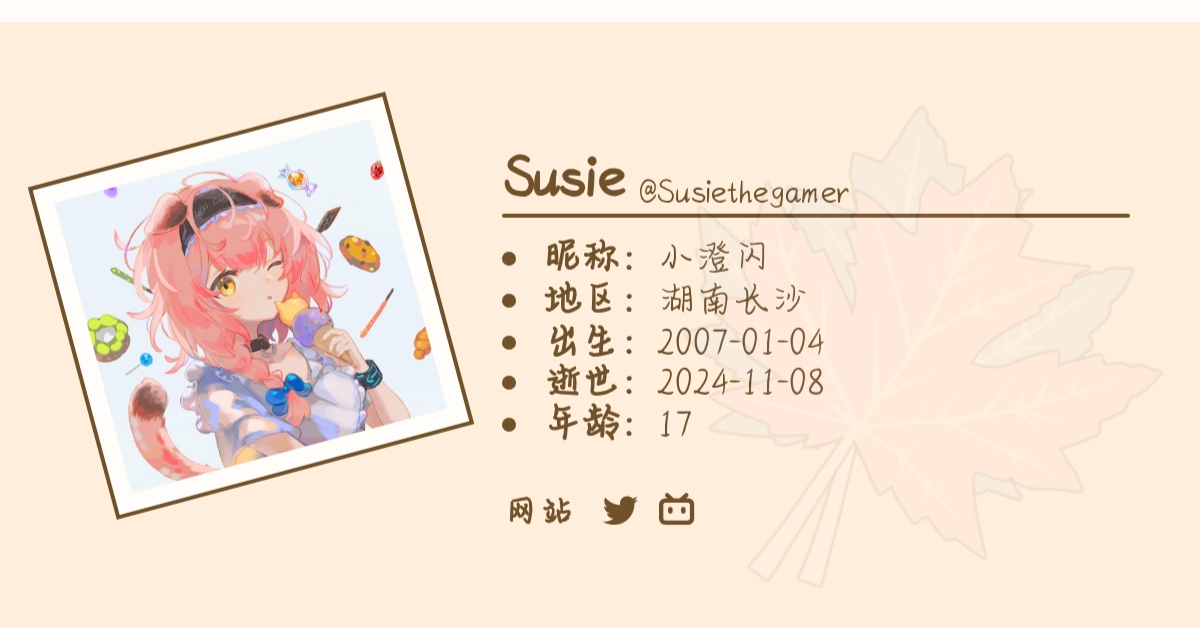 Susie @Susiethegamer
昵称：小澄闪
地区：湖南长沙
出生：2007-01-04
逝世：2024-11-08
年龄：17
网站